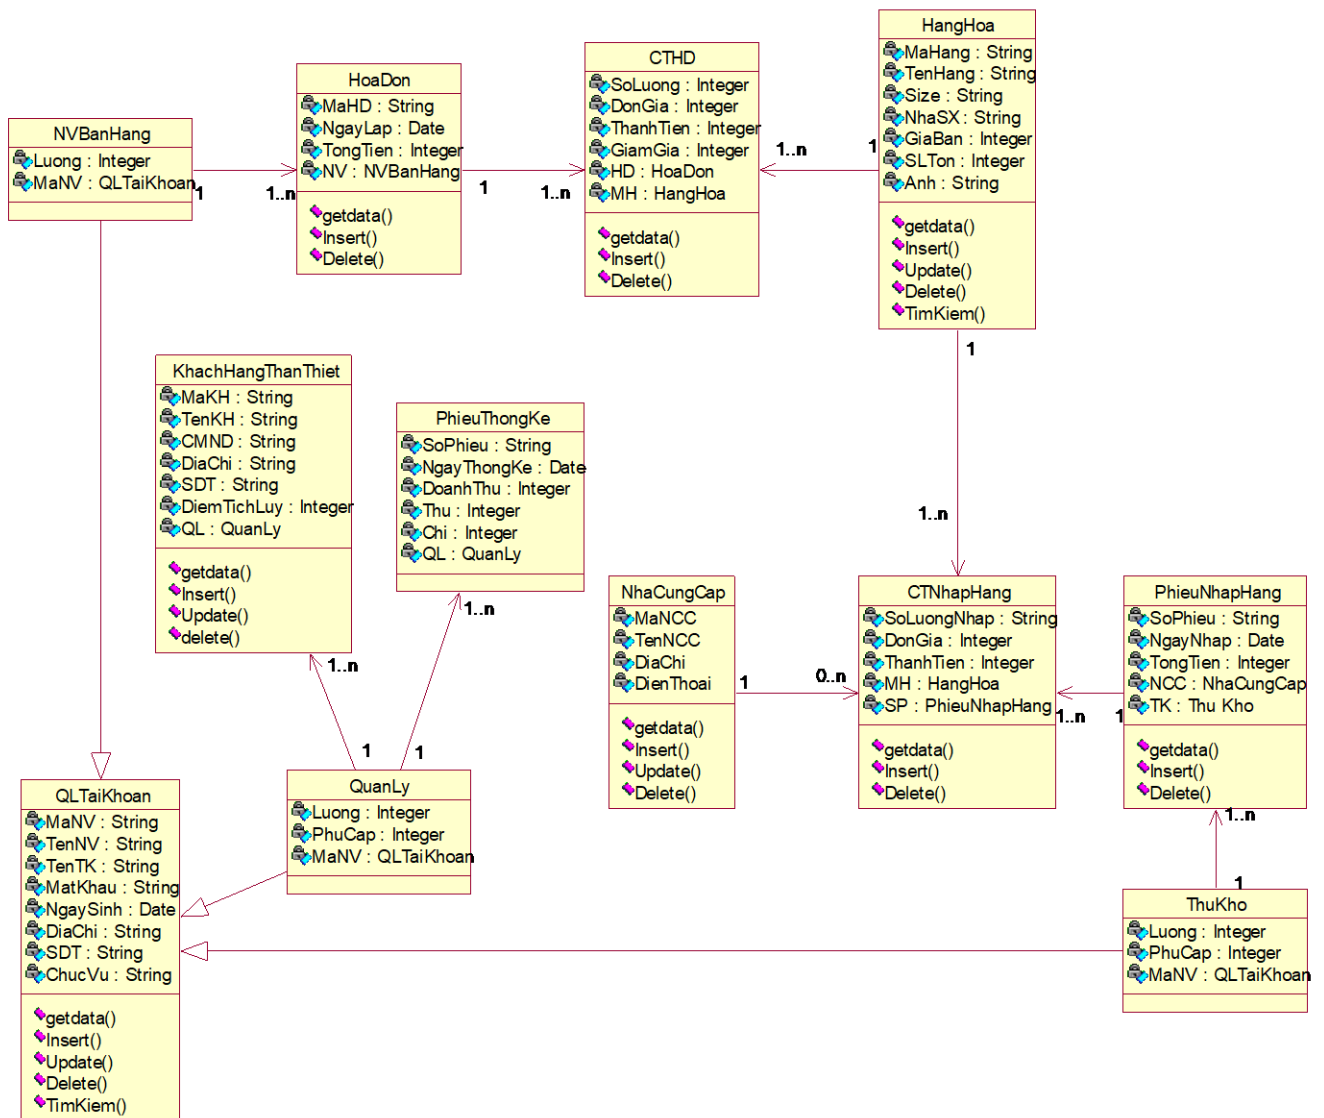 HangHoa
MaHang : String
TenHang : String
Size : String
NhaSX : String
GiaBan : Integer
SLTon : Integer
Anh : String
getdata()
Insert()
Update()
Delete()
TimKiem()
CTHD
SoLuong : Integer
DonGia : Integer
ThanhTien : Integer
GiamGia : Integer
HD : HoaDon
MH : HangHoa
getdata()
Insert()
Delete()
HoaDon
MaHD : String
NgayLap : Date
TongTien : Integer
NV : NVBanHang
getdata()
Insert()
Delete()
NVBanHang
Luong : Integer
MaNV : QLTaiKhoan
1
1..n
1
1..n
1..n
1
1
1..n
KhachHangThanThiet
MaKH : String
TenKH : String
CMND : String
DiaChi : String
SDT : String
DiemTichLuy : Integer
QL : QuanLy
getdata()
Insert()
Update()
delete()
PhieuThongKe
SoPhieu : String
NgayThongKe : Date
DoanhThu : Integer
Thu : Integer
Chi : Integer
QL : QuanLy
1..n
1..n
1
1
NhaCungCap
MaNCC
TenNCC
DiaChi
DienThoai
getdata()
Insert()
Update()
Delete()
1
0..n
CTNhapHang
SoLuongNhap : String
DonGia : Integer
ThanhTien : Integer
MH : HangHoa
SP : PhieuNhapHang
getdata()
Insert()
Delete()
1..n
1
PhieuNhapHang
SoPhieu : String
NgayNhap : Date
TongTien : Integer
NCC : NhaCungCap
TK : Thu Kho
getdata()
Insert()
Delete()
1..n
1
QLTaiKhoan
MaNV : String
TenNV : String
TenTK : String
MatKhau : String
NgaySinh : Date
DiaChi : String
SDT : String
ChucVu : String
getdata()
Insert()
Update()
Delete()
TimKiem()
QuanLy
Luong : Integer
PhuCap : Integer
MaNV : QLTaiKhoan
ThuKho
Luong : Integer
PhuCap : Integer
MaNV : QLTaiKhoan